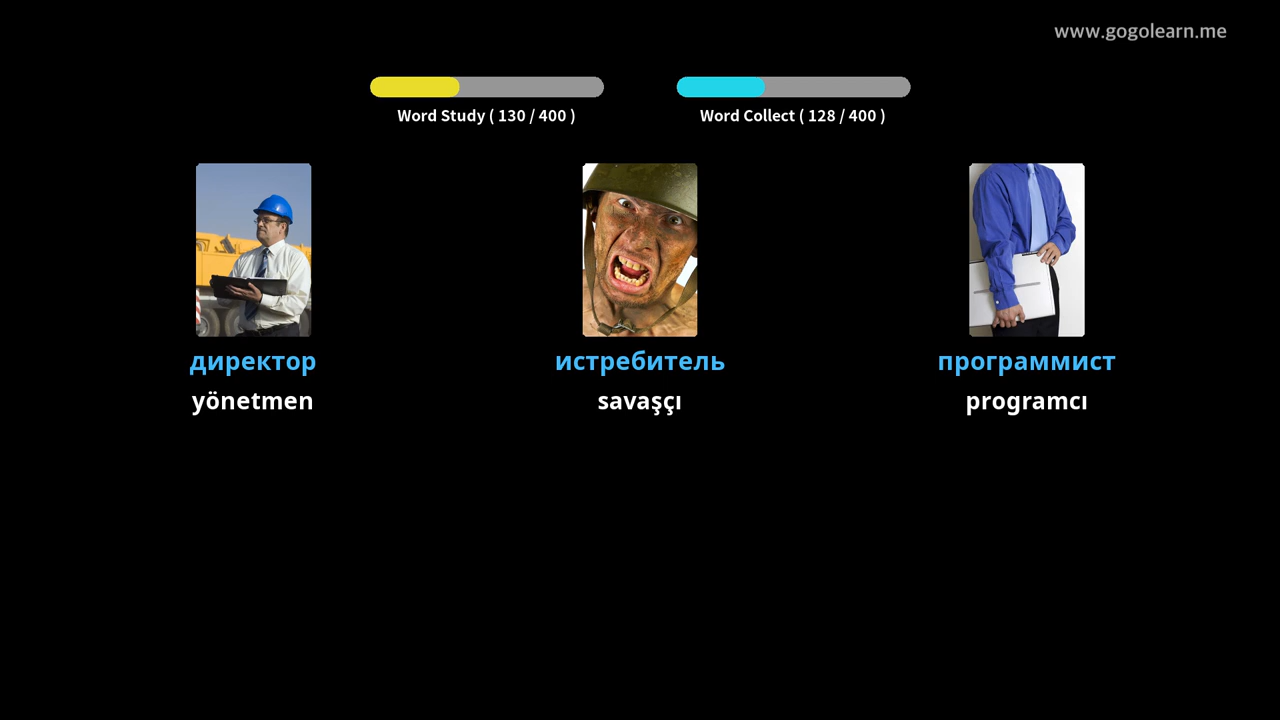 www.gogolearn.me
Word Study ( 130 / 400 )
Word Collect ( 128 / 400 )
директор
истребитель
программист
yönetmen
savaşçı
programcı